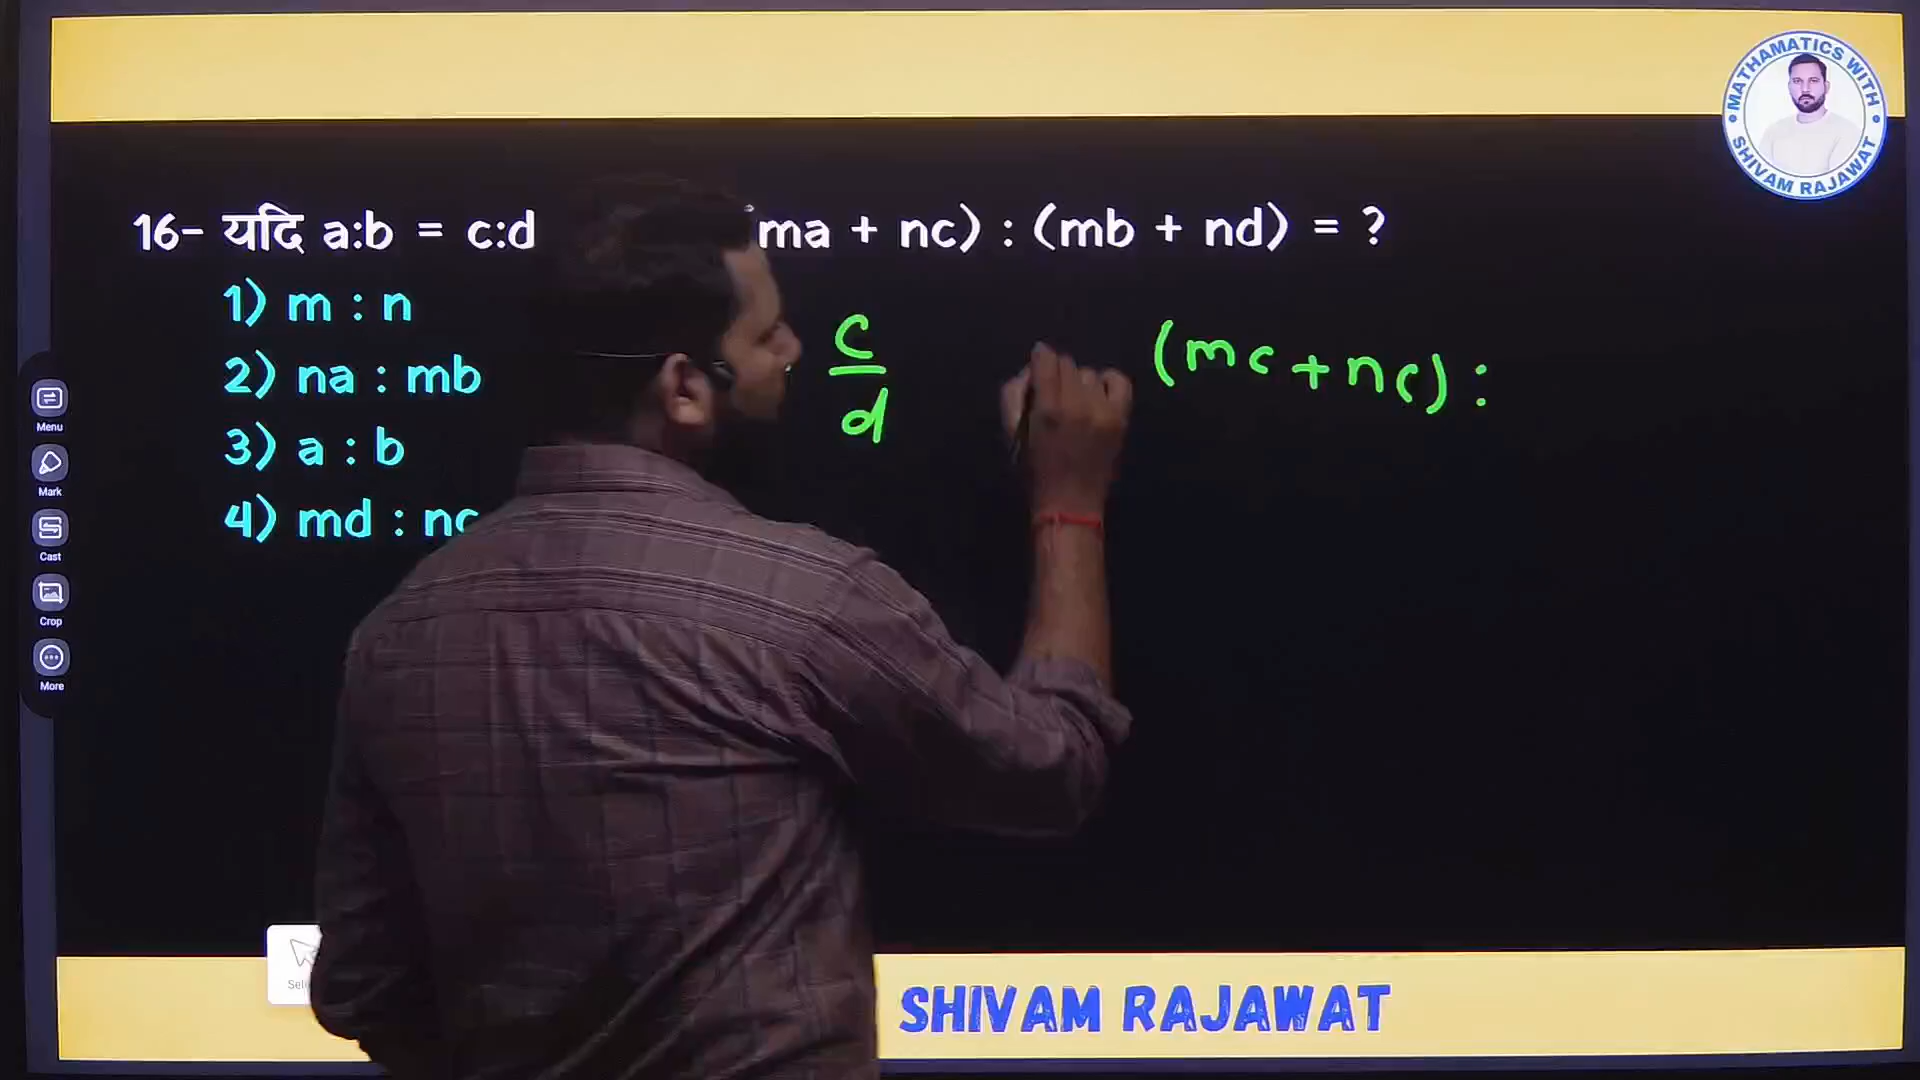 MATHAMATICS WITH
SHIVAM RAJAWAT
16- यदि a:b = c:d ma + nc) : (mb + nd) = ?
1) m : n
2) na : mb
3) a : b
4) md : nc
c
d
(mc + nc) :
Menu
Mark
Cast
Crop
More
SHIVAM RAJAWAT